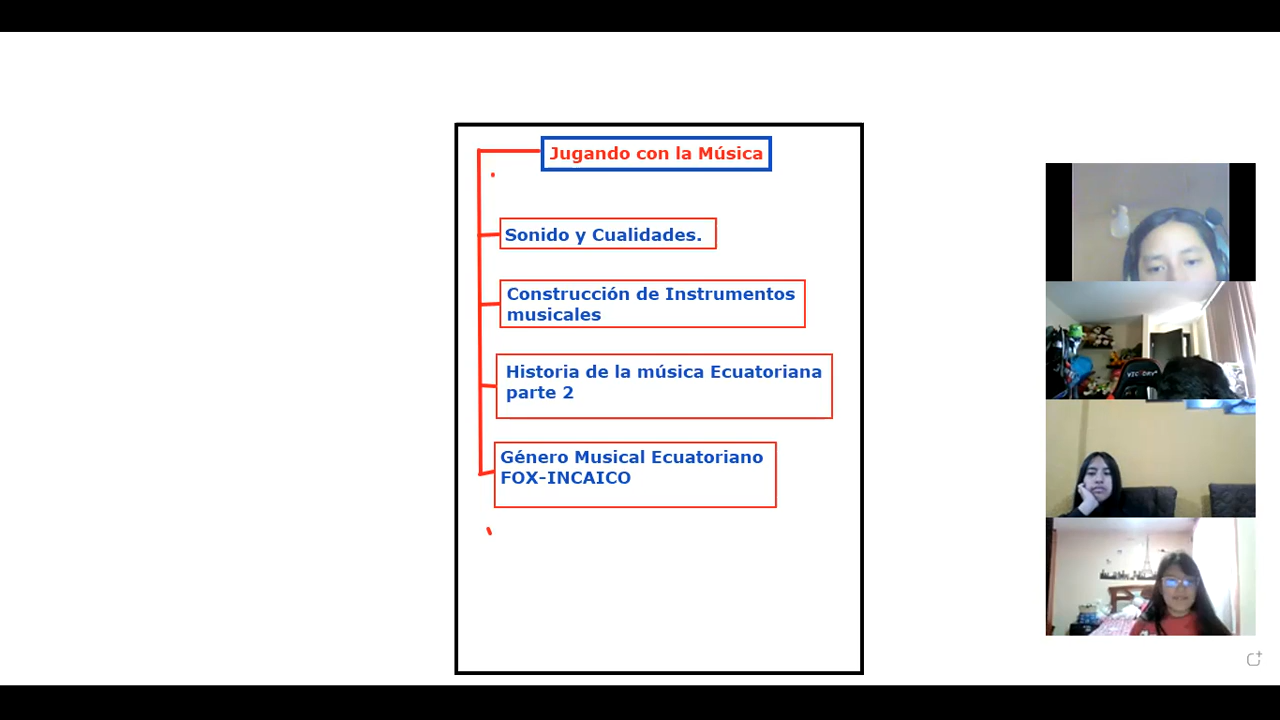 Jugando con la Música
Sonido y Cualidades.
Construcción de Instrumentos
musicales
Historia de la música Ecuatoriana
parte 2
Género Musical Ecuatoriano
FOX-INCAICO
VICTORY